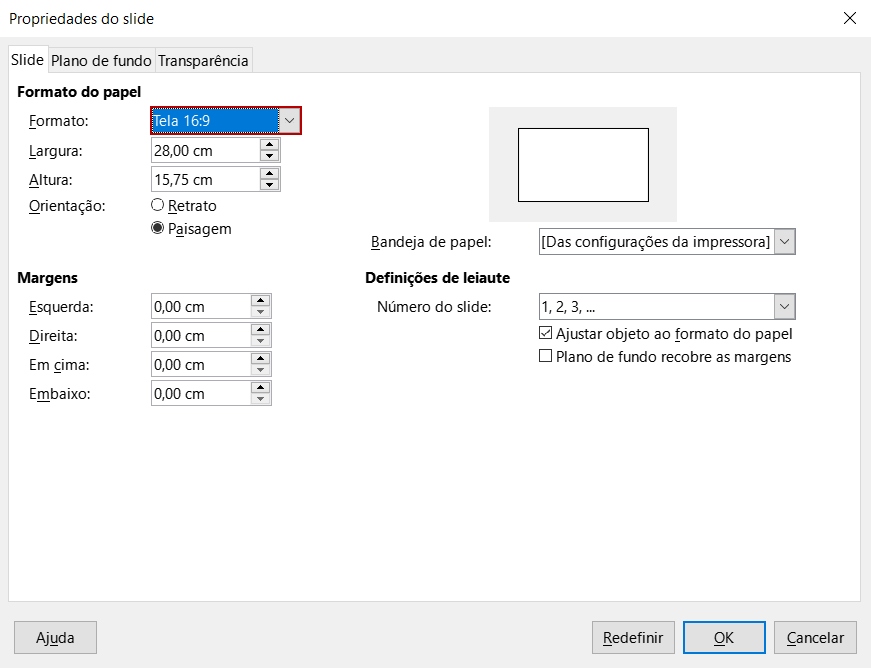 Propriedades do slide
Slide Plano de fundo Transparência
Formato do papel
Formato: Tela 16:9
Largura: 28,00 cm
Altura: 15,75 cm
Orientação: Retrato
Paisagem
Bandeja de papel: [Das configurações da impressora]
Margens
Esquerda: 0,00 cm
Direita: 0,00 cm
Em cima: 0,00 cm
Embaixo: 0,00 cm
Definições de leiaute
Número do slide: 1, 2, 3, ...
Ajustar objeto ao formato do papel
Plano de fundo recobre as margens
Ajuda Redefinir OK Cancelar